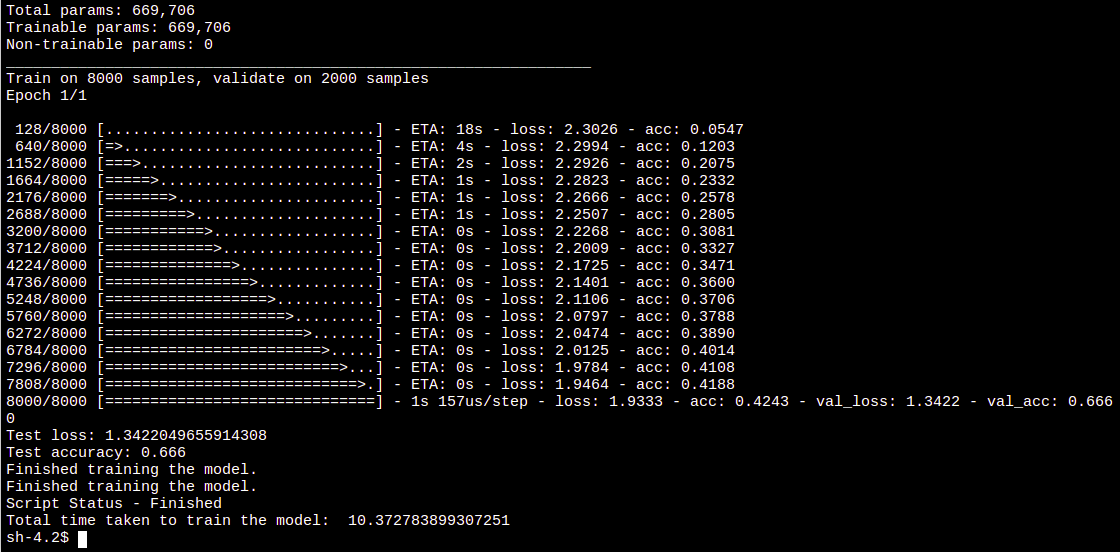 Total params: 669,706
Trainable params: 669,706
Non-trainable params: 0
_________________________________________________________________
Train on 8000 samples, validate on 2000 samples
Epoch 1/1
 128/8000 [..............................] - ETA: 18s - loss: 2.3026 - acc: 0.0547
 640/8000 [=>............................] - ETA: 4s - loss: 2.2994 - acc: 0.1203
1152/8000 [===>..........................] - ETA: 2s - loss: 2.2926 - acc: 0.2075
1664/8000 [=====>........................] - ETA: 1s - loss: 2.2823 - acc: 0.2332
2176/8000 [=======>......................] - ETA: 1s - loss: 2.2666 - acc: 0.2578
2688/8000 [=========>....................] - ETA: 1s - loss: 2.2507 - acc: 0.2805
3200/8000 [===========>..................] - ETA: 0s - loss: 2.2268 - acc: 0.3081
3712/8000 [============>.................] - ETA: 0s - loss: 2.2009 - acc: 0.3327
4224/8000 [==============>...............] - ETA: 0s - loss: 2.1725 - acc: 0.3471
4736/8000 [================>.............] - ETA: 0s - loss: 2.1401 - acc: 0.3600
5248/8000 [==================>...........] - ETA: 0s - loss: 2.1106 - acc: 0.3706
5760/8000 [====================>.........] - ETA: 0s - loss: 2.0797 - acc: 0.3788
6272/8000 [======================>.......] - ETA: 0s - loss: 2.0474 - acc: 0.3890
6784/8000 [========================>.....] - ETA: 0s - loss: 2.0125 - acc: 0.4014
7296/8000 [==========================>...] - ETA: 0s - loss: 1.9784 - acc: 0.4108
7808/8000 [============================>.] - ETA: 0s - loss: 1.9464 - acc: 0.4188
8000/8000 [==============================] - 1s 157us/step - loss: 1.9333 - acc: 0.4243 - val_loss: 1.3422 - val_acc: 0.666
0
Test loss: 1.3422049655914308
Test accuracy: 0.666
Finished training the model.
Finished training the model.
Script Status - Finished
Total time taken to train the model:  10.372783899307251
sh-4.2$